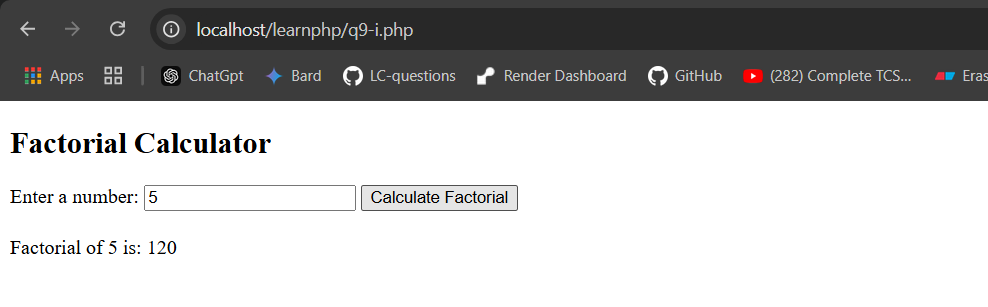 localhost/learnphp/q9-i.php
Apps ChatGpt Bard LC-questions Render Dashboard GitHub (282) Complete TCS... Eras
Factorial Calculator
Enter a number: 5 Calculate Factorial
Factorial of 5 is: 120